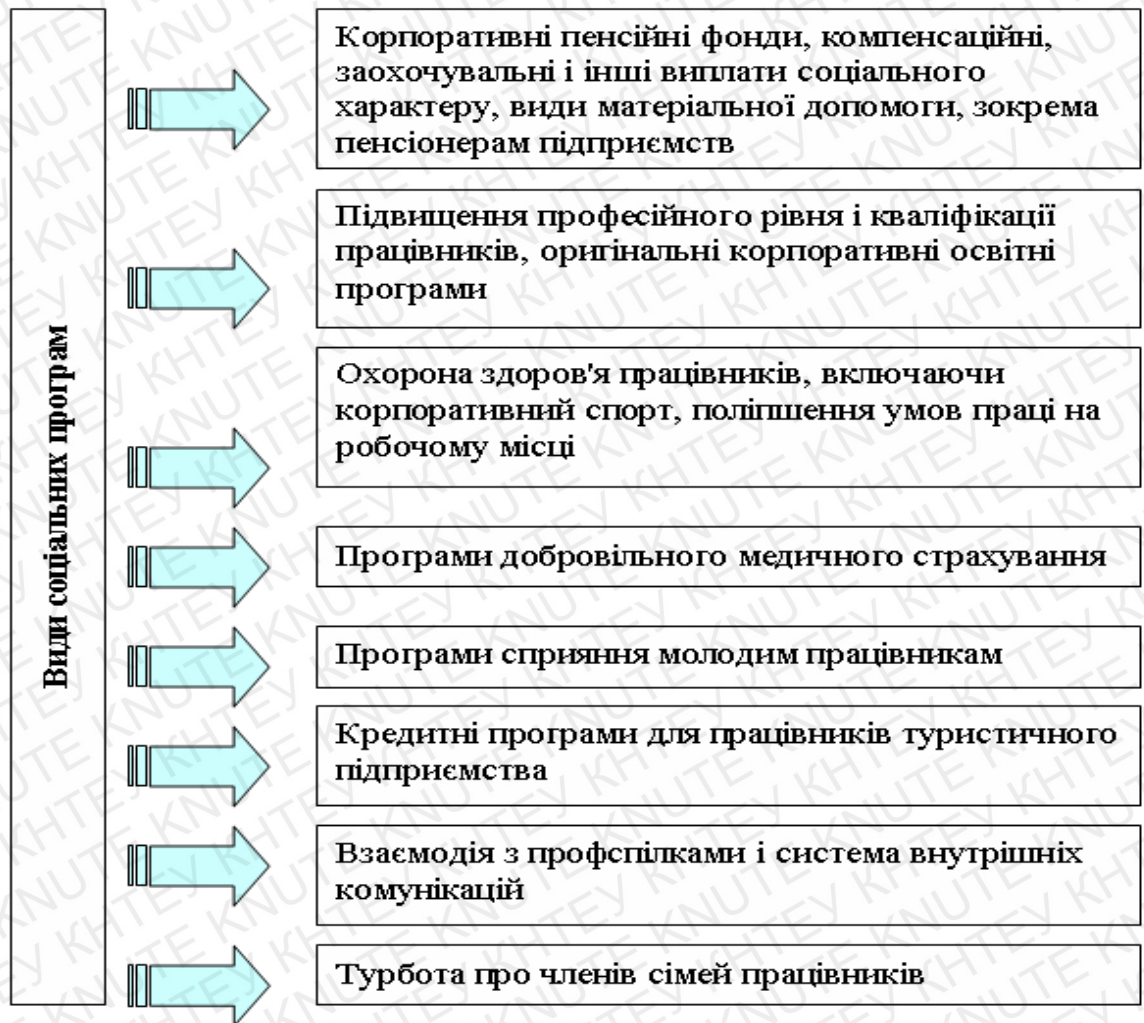 Види соціальних програм
Корпоративні пенсійні фонди, компенсаційні,
заохочувальні і інші виплати соціального
характеру, види матеріальної допомоги, зокрема
пенсіонерам підприємств
Підвищення професійного рівня і кваліфікації
працівників, оригінальні корпоративні освітні
програми
Охорона здоров'я працівників, включаючи
корпоративний спорт, поліпшення умов праці на
робочому місці
Програми добровільного медичного страхування
Програми сприяння молодим працівникам
Кредитні програми для працівників туристичного
підприємства
Взаємодія з профспілками і система внутрішніх
комунікацій
Турбота про членів сімей працівників